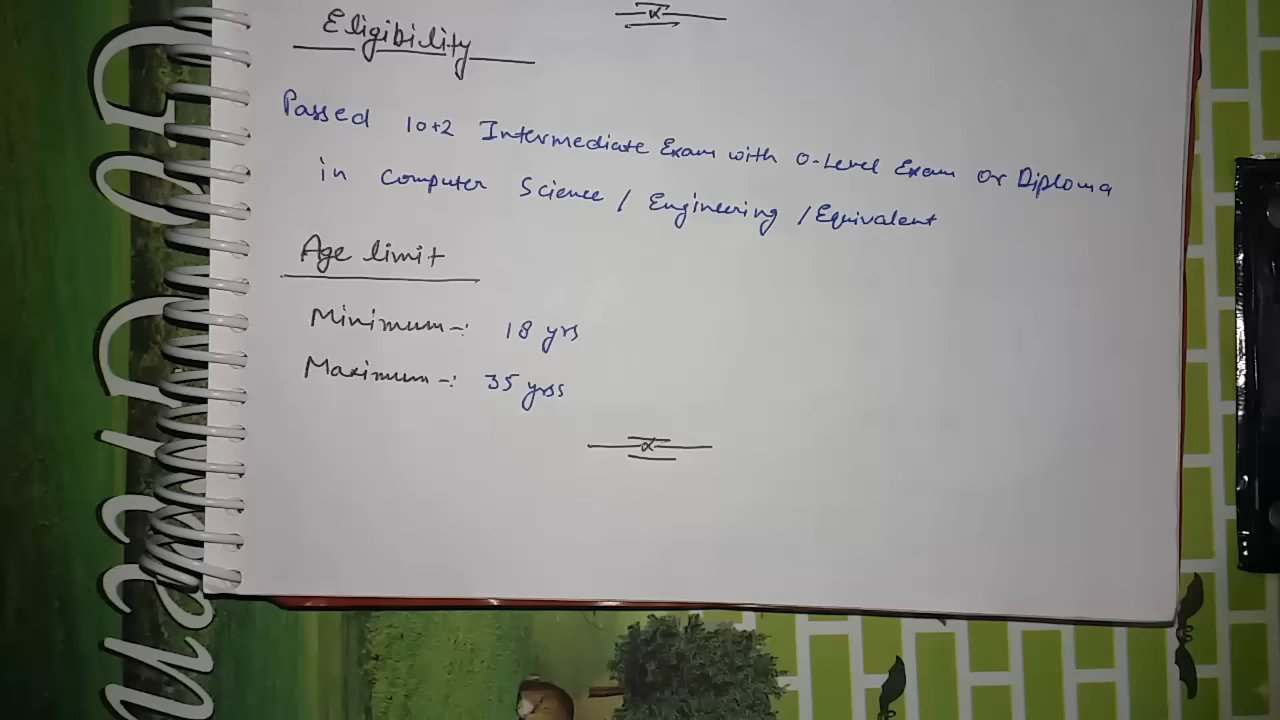 Eligibility
Passed 10+2 Intermediate Exam with O-Level Exam or Diploma
in Computer Science / Engineering / Equivalent
Age limit
Minimum-: 18 yrs
Maximum-: 35 yrss